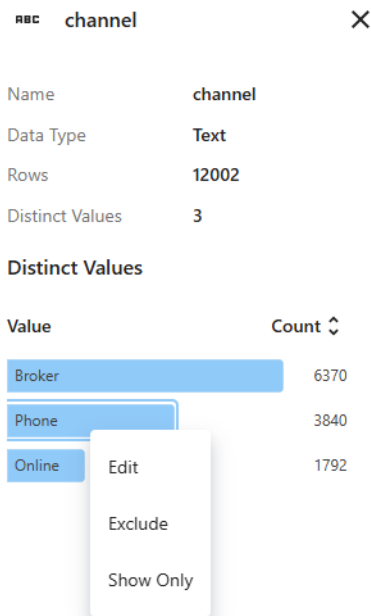 ABC channel
Name channel
Data Type Text
Rows 12002
Distinct Values 3
Distinct Values
Value Count
Broker 6370
Phone 3840
Online 1792
Edit
Exclude
Show Only